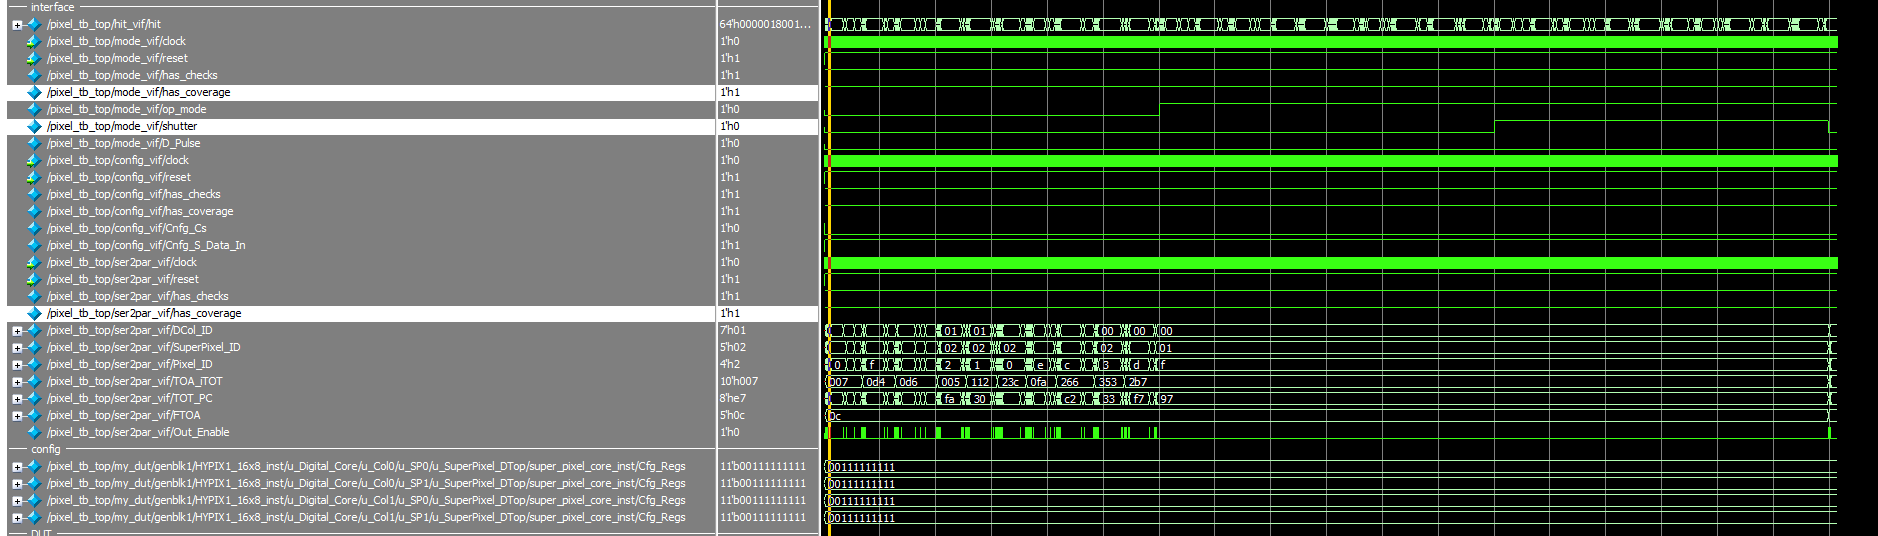 interface
/pixel_tb_top/hit_vif/hit 64'h0000018001...
/pixel_tb_top/mode_vif/clock 1'h0
/pixel_tb_top/mode_vif/reset 1'h1
/pixel_tb_top/mode_vif/has_checks 1'h1
/pixel_tb_top/mode_vif/has_coverage 1'h1
/pixel_tb_top/mode_vif/op_mode 1'h0
/pixel_tb_top/mode_vif/shutter 1'h0
/pixel_tb_top/mode_vif/D_Pulse 1'h0
/pixel_tb_top/config_vif/clock 1'h0
/pixel_tb_top/config_vif/reset 1'h1
/pixel_tb_top/config_vif/has_checks 1'h1
/pixel_tb_top/config_vif/has_coverage 1'h1
/pixel_tb_top/config_vif/Cnfg_Cs 1'h0
/pixel_tb_top/config_vif/Cnfg_S_Data_In 1'h1
/pixel_tb_top/ser2par_vif/clock 1'h0
/pixel_tb_top/ser2par_vif/reset 1'h1
/pixel_tb_top/ser2par_vif/has_checks 1'h1
/pixel_tb_top/ser2par_vif/has_coverage 1'h1
/pixel_tb_top/ser2par_vif/DCol_ID 7'h01 01 01 00 00 00
/pixel_tb_top/ser2par_vif/SuperPixel_ID 5'h02 02 02 02 02 01
/pixel_tb_top/ser2par_vif/Pixel_ID 4'h2 0 f 2 1 0 e c 3 d f
/pixel_tb_top/ser2par_vif/TOA_iTOT 10'h007 007 0d4 0d6 005 112 23c 0fa 266 353 2b7
/pixel_tb_top/ser2par_vif/TOT_PC 8'he7 fa 30 c2 33 f7 97
/pixel_tb_top/ser2par_vif/FTOA 5'h0c 0c
/pixel_tb_top/ser2par_vif/Out_Enable 1'h0
config
/pixel_tb_top/my_dut/genblk1/HYPIX1_16x8_inst/u_Digital_Core/u_Col0/u_SP0/u_SuperPixel_DTop/super_pixel_core_inst/Cfg_Regs 11'b00111111111 00111111111
/pixel_tb_top/my_dut/genblk1/HYPIX1_16x8_inst/u_Digital_Core/u_Col0/u_SP1/u_SuperPixel_DTop/super_pixel_core_inst/Cfg_Regs 11'b00111111111 00111111111
/pixel_tb_top/my_dut/genblk1/HYPIX1_16x8_inst/u_Digital_Core/u_Col1/u_SP0/u_SuperPixel_DTop/super_pixel_core_inst/Cfg_Regs 11'b00111111111 00111111111
/pixel_tb_top/my_dut/genblk1/HYPIX1_16x8_inst/u_Digital_Core/u_Col1/u_SP1/u_SuperPixel_DTop/super_pixel_core_inst/Cfg_Regs 11'b00111111111 00111111111
DUT